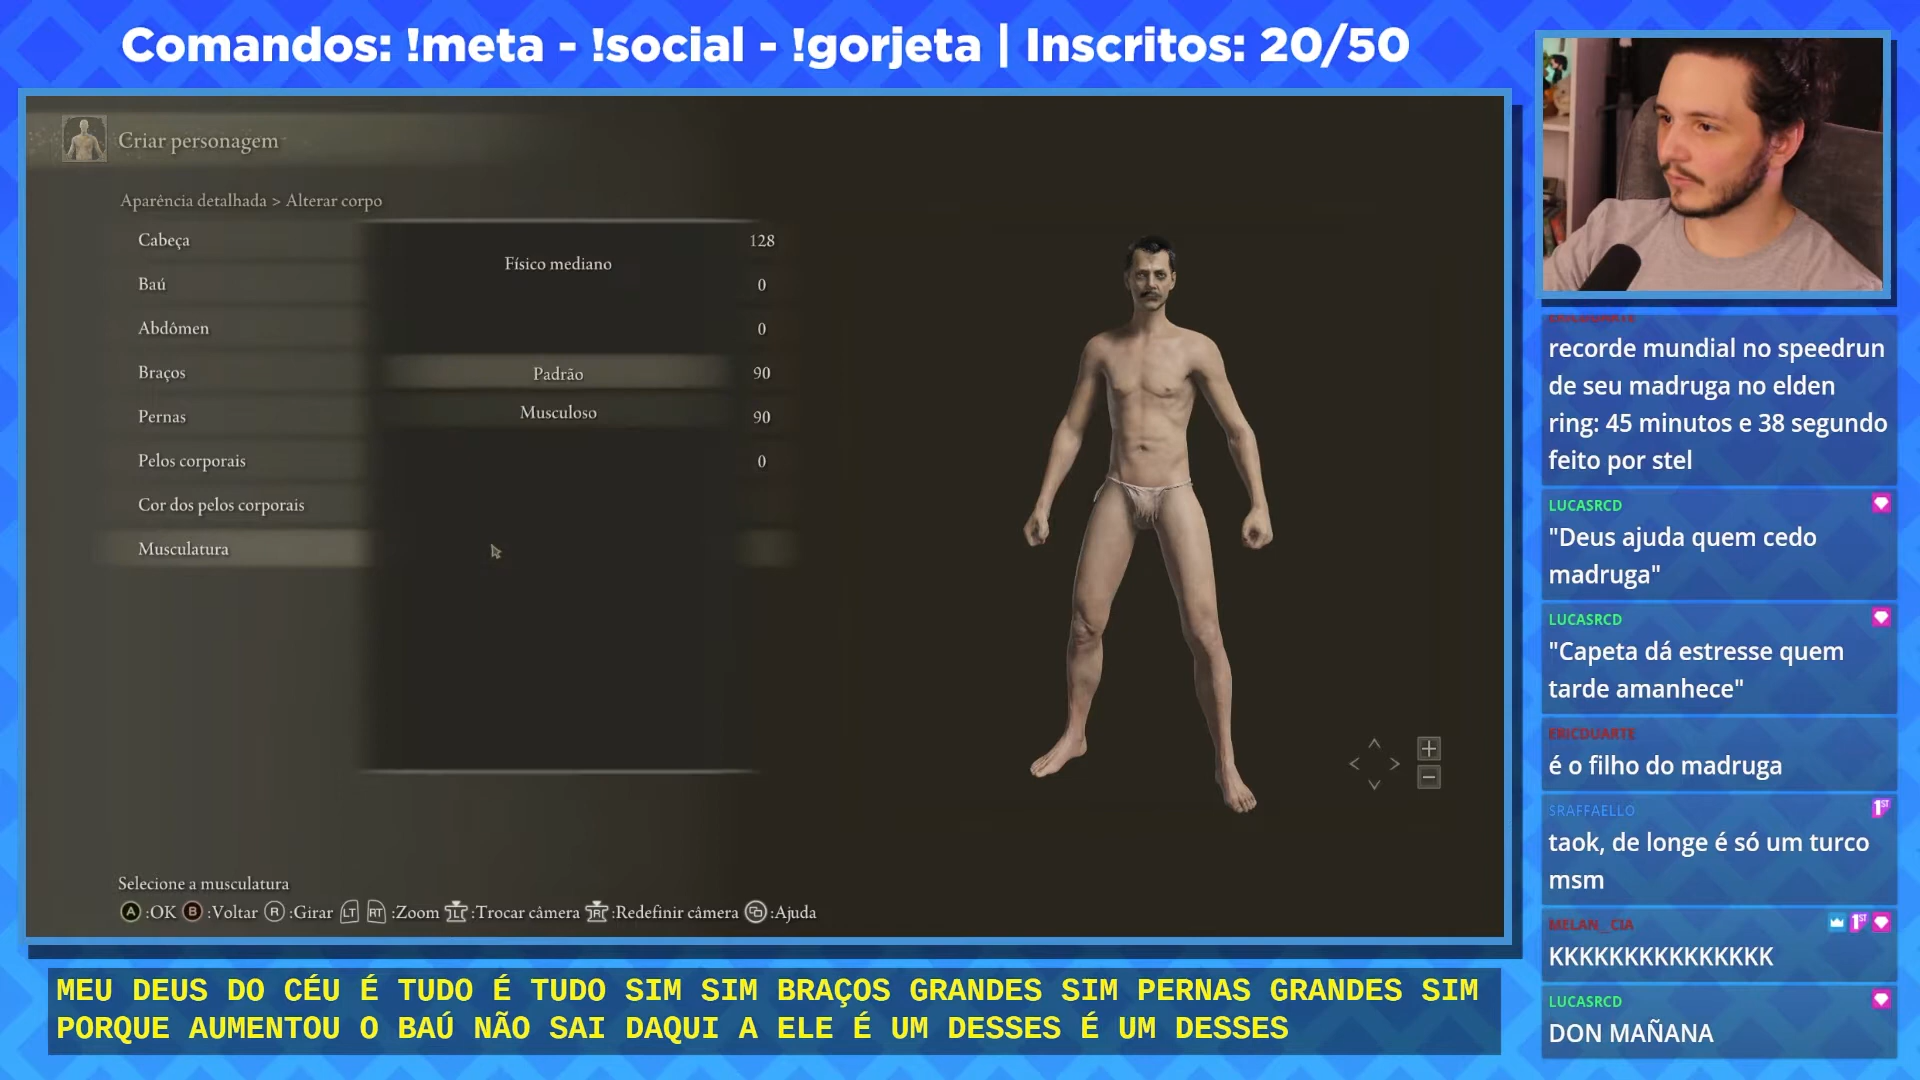 Comandos: !meta - !social - !gorjeta | Inscritos: 20/50
Criar personagem
Aparência detalhada > Alterar corpo
Cabeça 128
Físico mediano
Baú 0
Abdômen 0
Braços 90
Padrão
Musculoso
Pernas 90
Pelos corporais 0
Cor dos pelos corporais
Musculatura
Selecione a musculatura
A :OK B :Voltar R :Girar LT RT :Zoom L :Trocar câmera R :Redefinir câmera :Ajuda
recorde mundial no speedrun
de seu madruga no elden
ring: 45 minutos e 38 segundo
feito por stel
LUCASRCD
"Deus ajuda quem cedo
madruga"
LUCASRCD
"Capeta dá estresse quem
tarde amanhece"
ERICDUARTE
é o filho do madruga
SRAFFAELLO 1ST
taok, de longe é só um turco
msm
MELAN__CIA 1ST
KKKKKKKKKKKKKKK
LUCASRCD
DON MAÑANA
MEU DEUS DO CÉU É TUDO É TUDO SIM SIM BRAÇOS GRANDES SIM PERNAS GRANDES SIM
PORQUE AUMENTOU O BAÚ NÃO SAI DAQUI A ELE É UM DESSES É UM DESSES